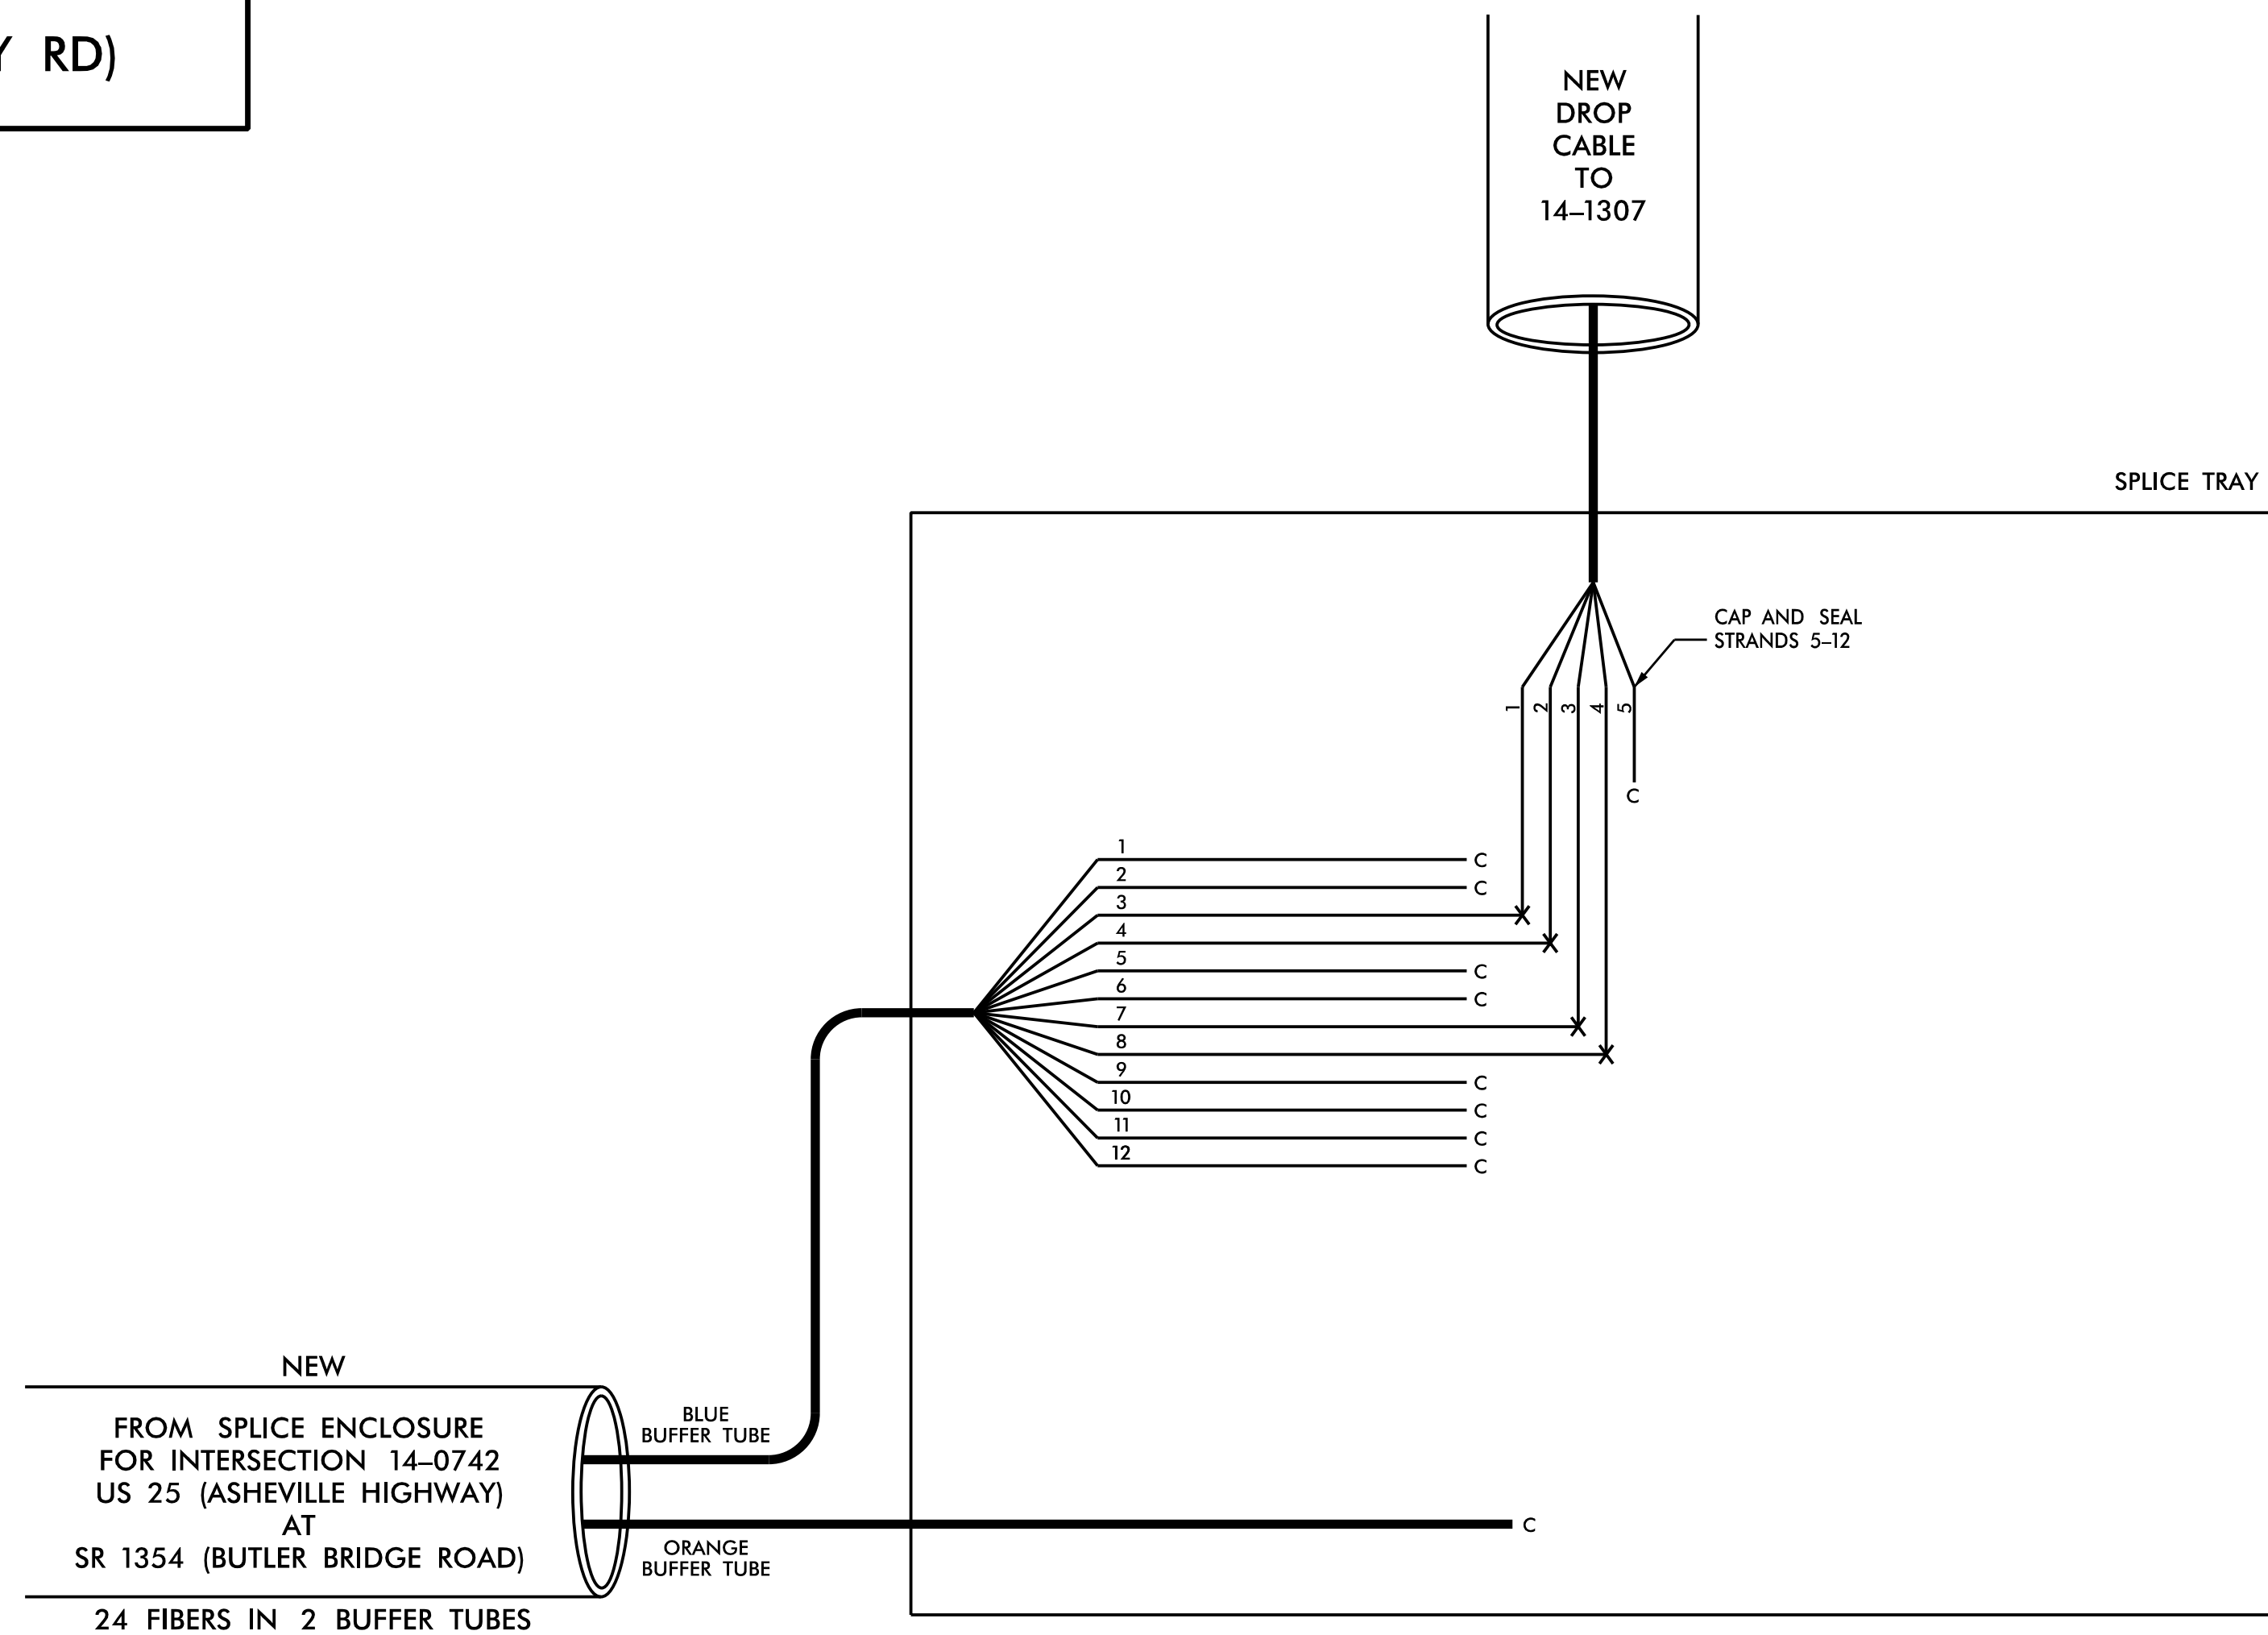 Y RD)
NEW
DROP
CABLE
TO
14–1307
SPLICE TRAY
CAP AND SEAL
STRANDS 5–12
1 2 3 4 5
C
1 C
2 C
3
4
5 C
6 C
7
8
9 C
10 C
11 C
12 C
NEW
FROM SPLICE ENCLOSURE
FOR INTERSECTION 14–0742
US 25 (ASHEVILLE HIGHWAY)
AT
SR 1354 (BUTLER BRIDGE ROAD)
24 FIBERS IN 2 BUFFER TUBES
BLUE
BUFFER TUBE
ORANGE
BUFFER TUBE
C